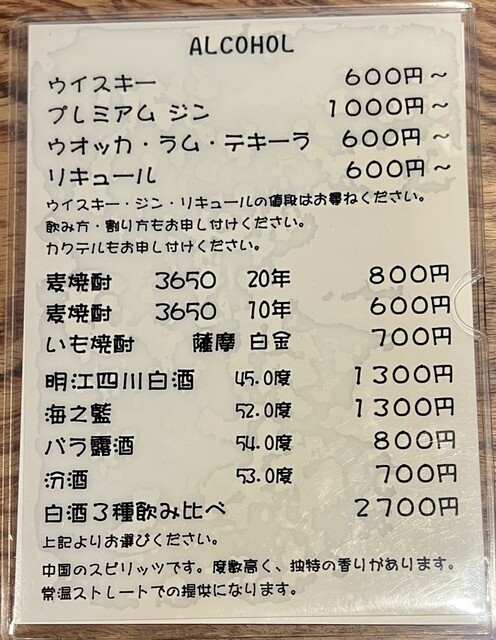 ALCOHOL
ウイスキー 600円～
プレミアム ジン 1000円～
ウオッカ・ラム・テキーラ 600円～
リキュール 600円～
ウイスキー・ジン・リキュールの値段はお尋ねください。
飲み方・割り方もお申し付けください。
カクテルもお申し付けください。
麦焼酎 3650 20年 800円
麦焼酎 3650 10年 600円
いも焼酎 薩摩 白金 700円
明江四川白酒 45.0度 1300円
海之藍 52.0度 1300円
バラ露酒 54.0度 800円
汾酒 53.0度 700円
白酒3種飲み比べ 2700円
上記よりお選びください。
中国のスピリッツです。度数高く、独特の香りがあります。
常温ストレートでの提供になります。